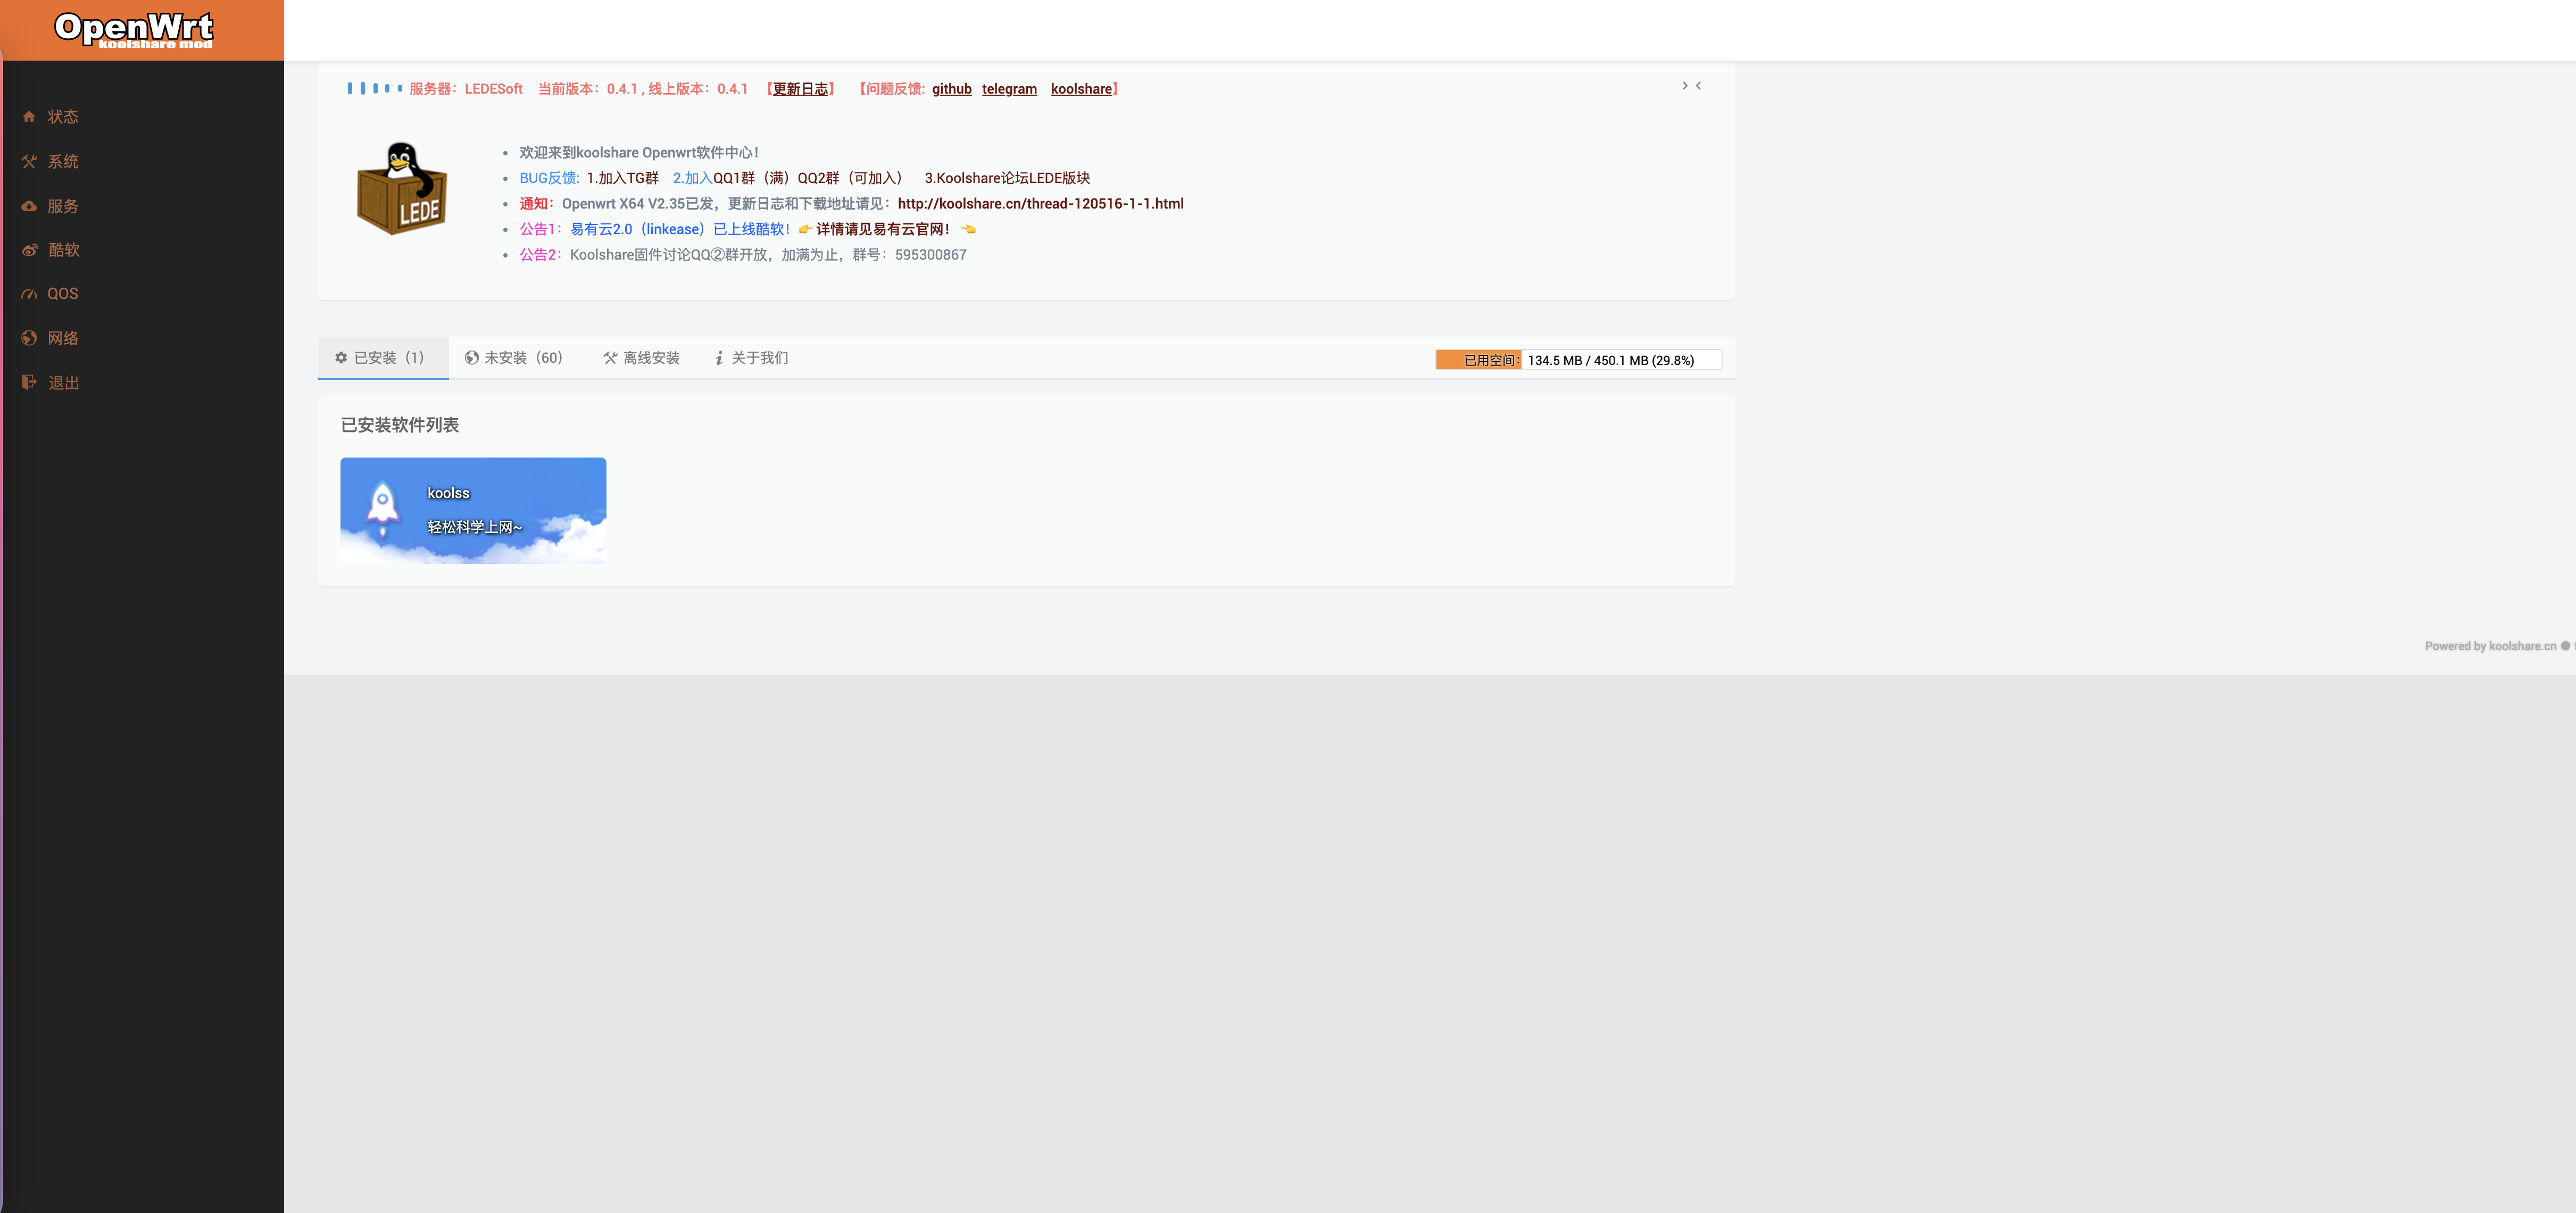 OpenWrt
koolshare mod
状态
系统
服务
酷软
QOS
网络
退出
服务器：LEDESoft 当前版本：0.4.1 , 线上版本：0.4.1 【更新日志】 【问题反馈: github telegram koolshare】
LEDE
欢迎来到koolshare Openwrt软件中心！
BUG反馈: 1.加入TG群 2.加入QQ1群（满）QQ2群（可加入） 3.Koolshare论坛LEDE版块
通知：Openwrt X64 V2.35已发，更新日志和下载地址请见：http://koolshare.cn/thread-120516-1-1.html
公告1：易有云2.0（linkease）已上线酷软！👉详情请见易有云官网！ 👈
公告2：Koolshare固件讨论QQ②群开放，加满为止，群号：595300867
已安装（1） 未安装（60） 离线安装 关于我们 已用空间：134.5 MB / 450.1 MB (29.8%)
已安装软件列表
koolss
轻松科学上网~
Powered by koolshare.cn